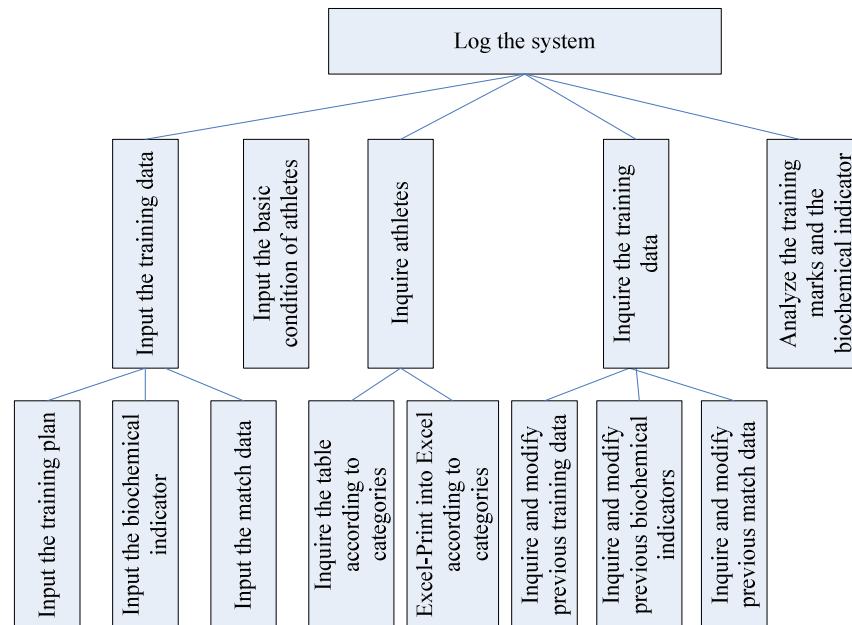 Log the system
Input the training data
Input the basic
condition of athletes
Inquire athletes
Inquire the training
data
Analyze the training
marks and the
biochemical indicator
Input the training plan
Input the biochemical
indicator
Input the match data
Inquire the table
according to
categories
Excel-Print into Excel
according to
categories
Inquire and modify
previous training data
Inquire and modify
previous biochemical
indicators
Inquire and modify
previous match data